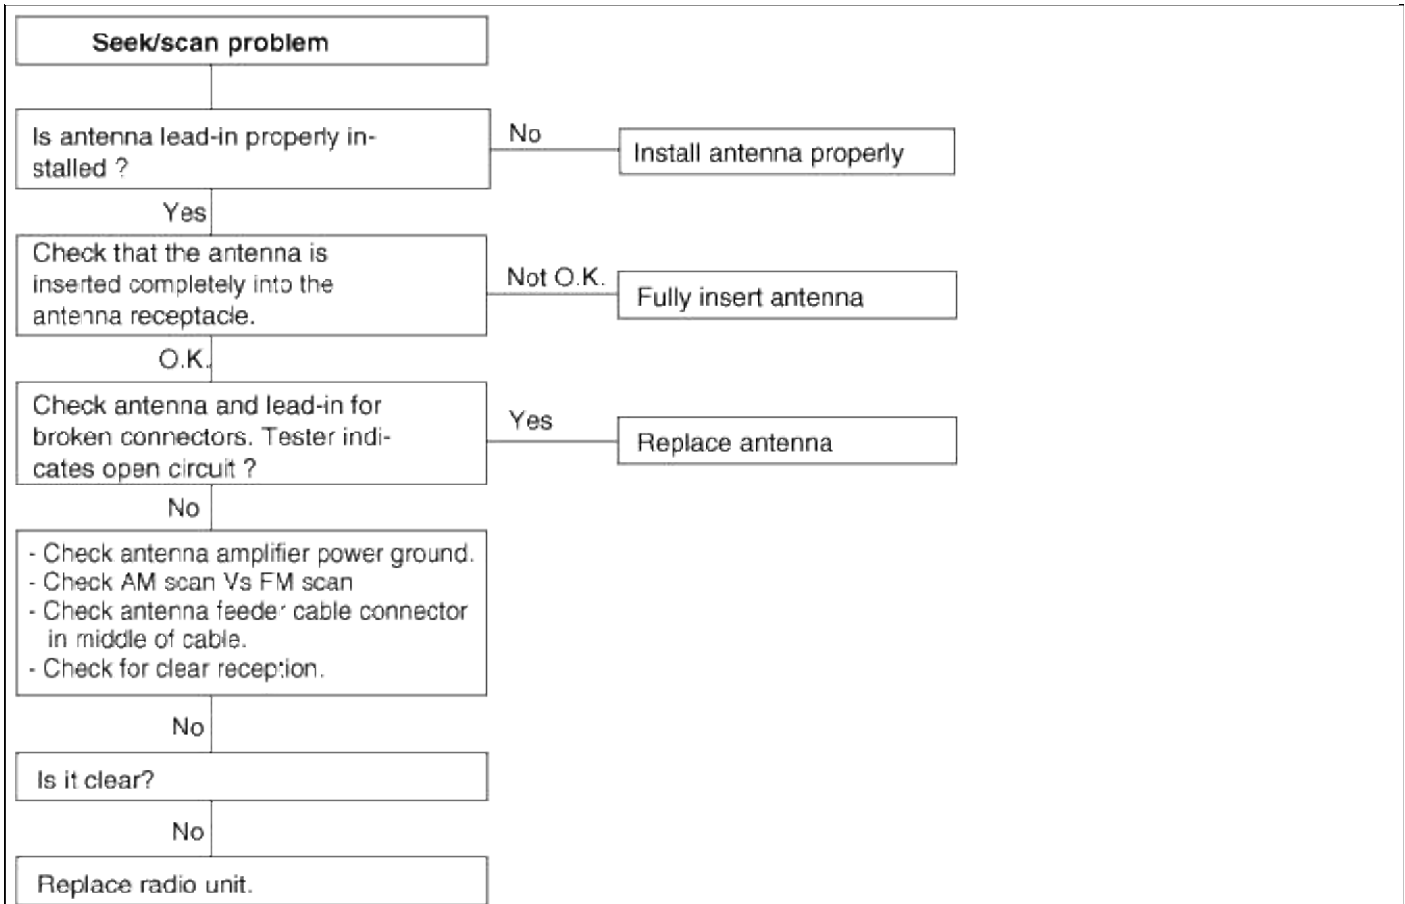 Seek/scan problem
Is antenna lead-in properly in-
stalled ?
No
Install antenna properly
Yes
Check that the antenna is
inserted completely into the
antenna receptacle.
Not O.K.
Fully insert antenna
O.K.
Check antenna and lead-in for
broken connectors. Tester indi-
cates open circuit ?
Yes
Replace antenna
No
- Check antenna amplifier power ground.
- Check AM scan Vs FM scan
- Check antenna feeder cable connector
in middle of cable.
- Check for clear reception.
No
Is it clear?
No
Replace radio unit.